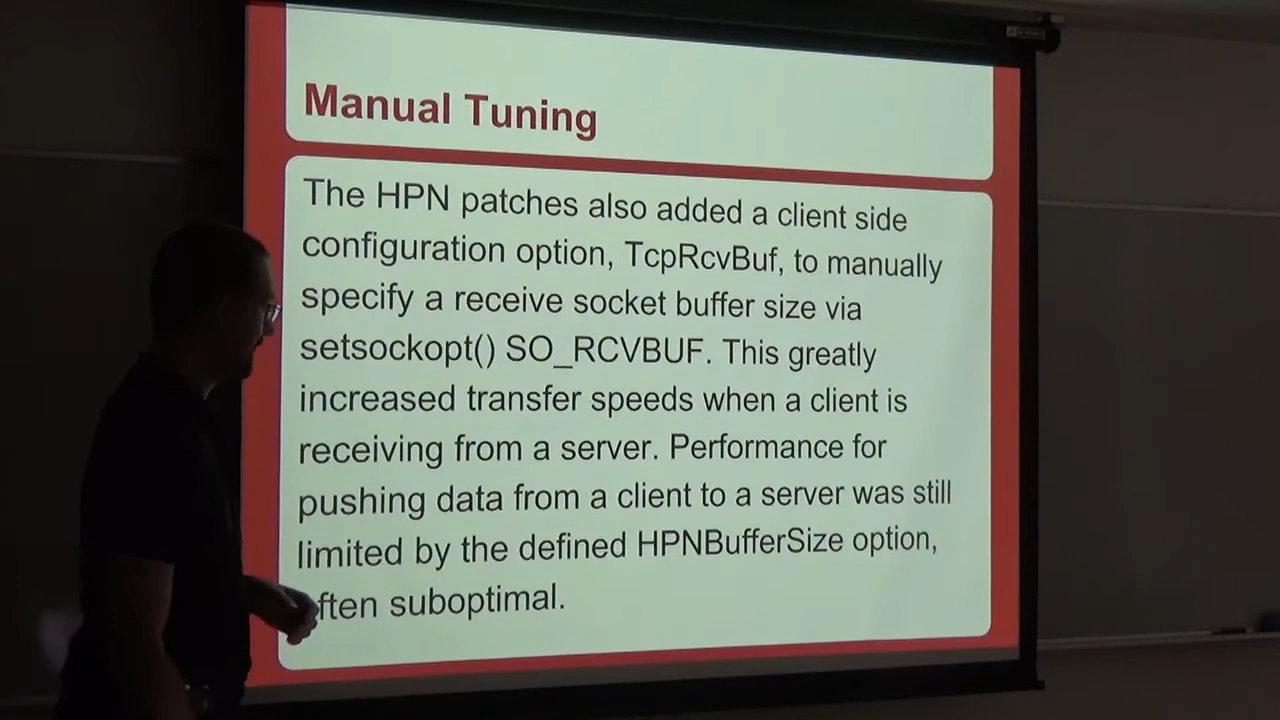 Manual Tuning
The HPN patches also added a client side
configuration option, TcpRcvBuf, to manually
specify a receive socket buffer size via
setsockopt() SO_RCVBUF. This greatly
increased transfer speeds when a client is
receiving from a server. Performance for
pushing data from a client to a server was still
limited by the defined HPNBufferSize option,
often suboptimal.